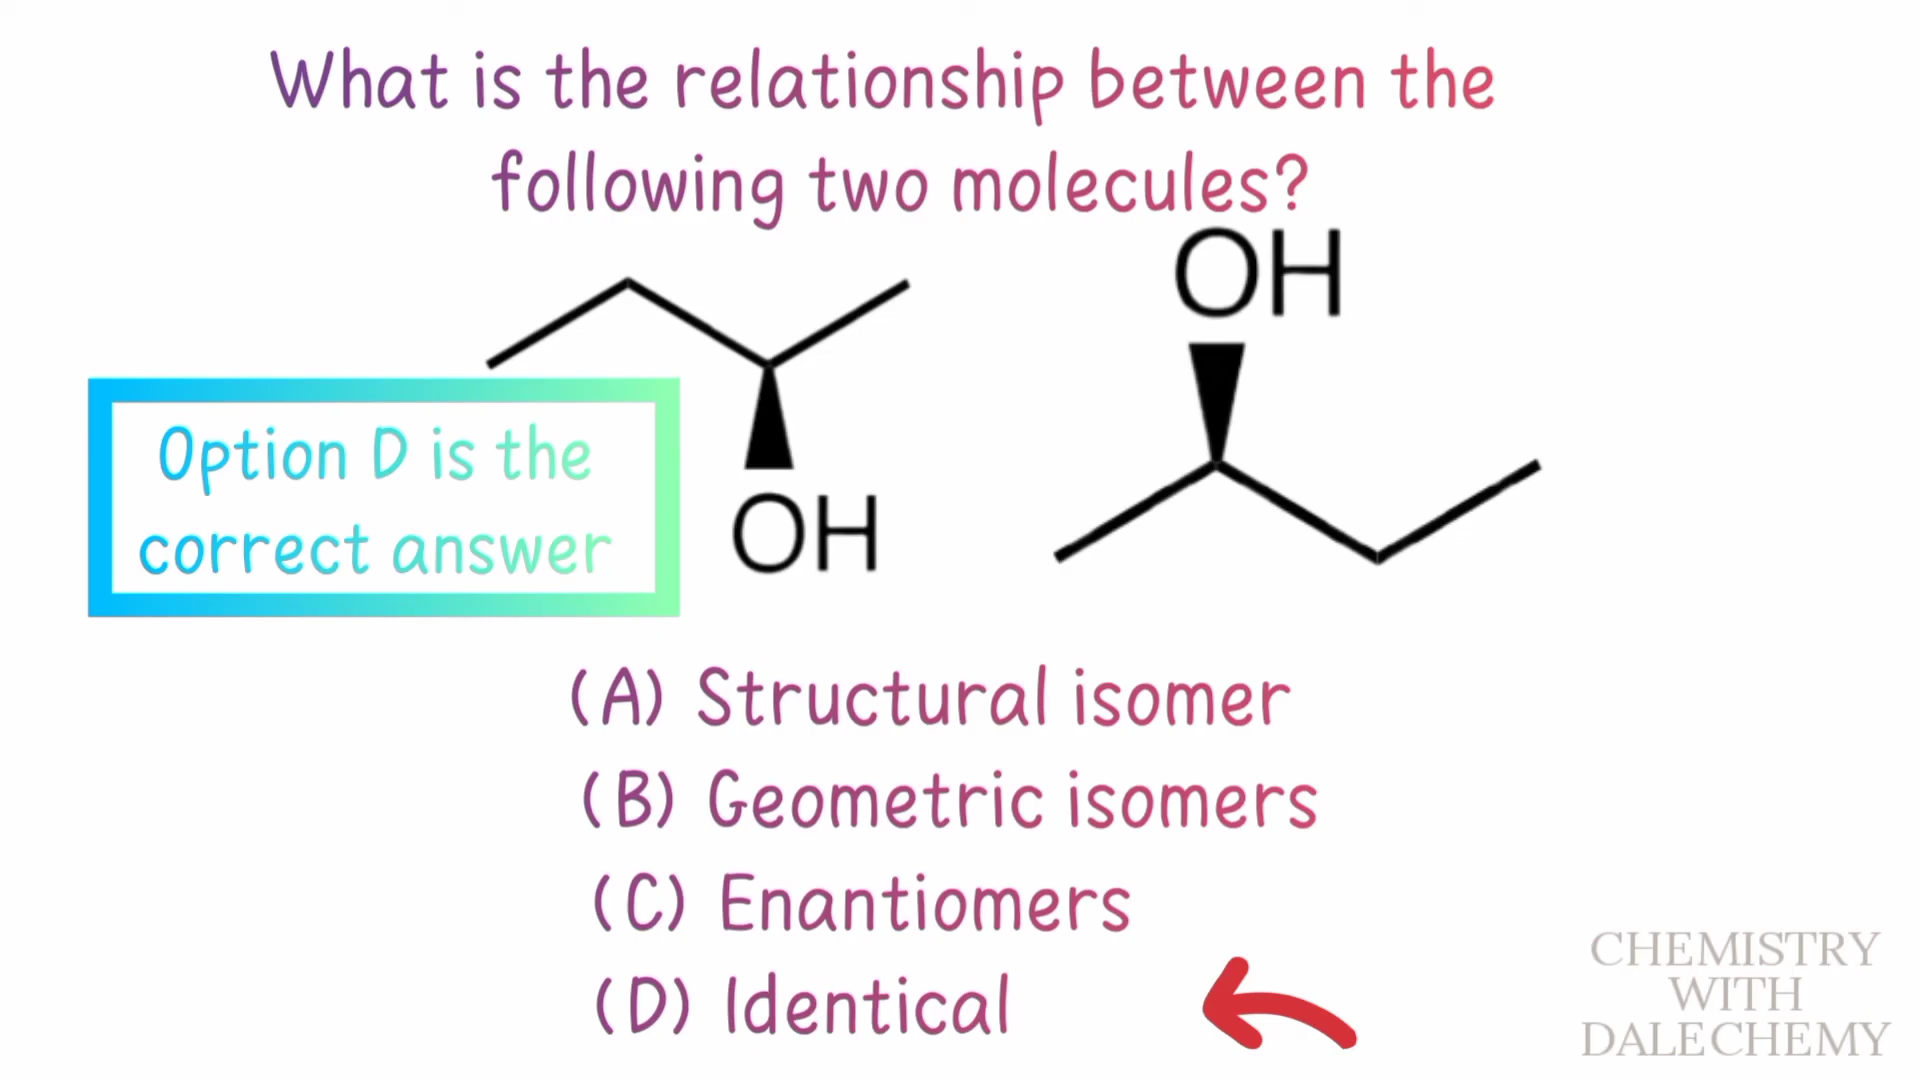 What is the relationship between the
following two molecules?
OH
OH
Option D is the
correct answer
(A) Structural isomer
(B) Geometric isomers
(C) Enantiomers
(D) Identical
CHEMISTRY
WITH
DALECHEMY